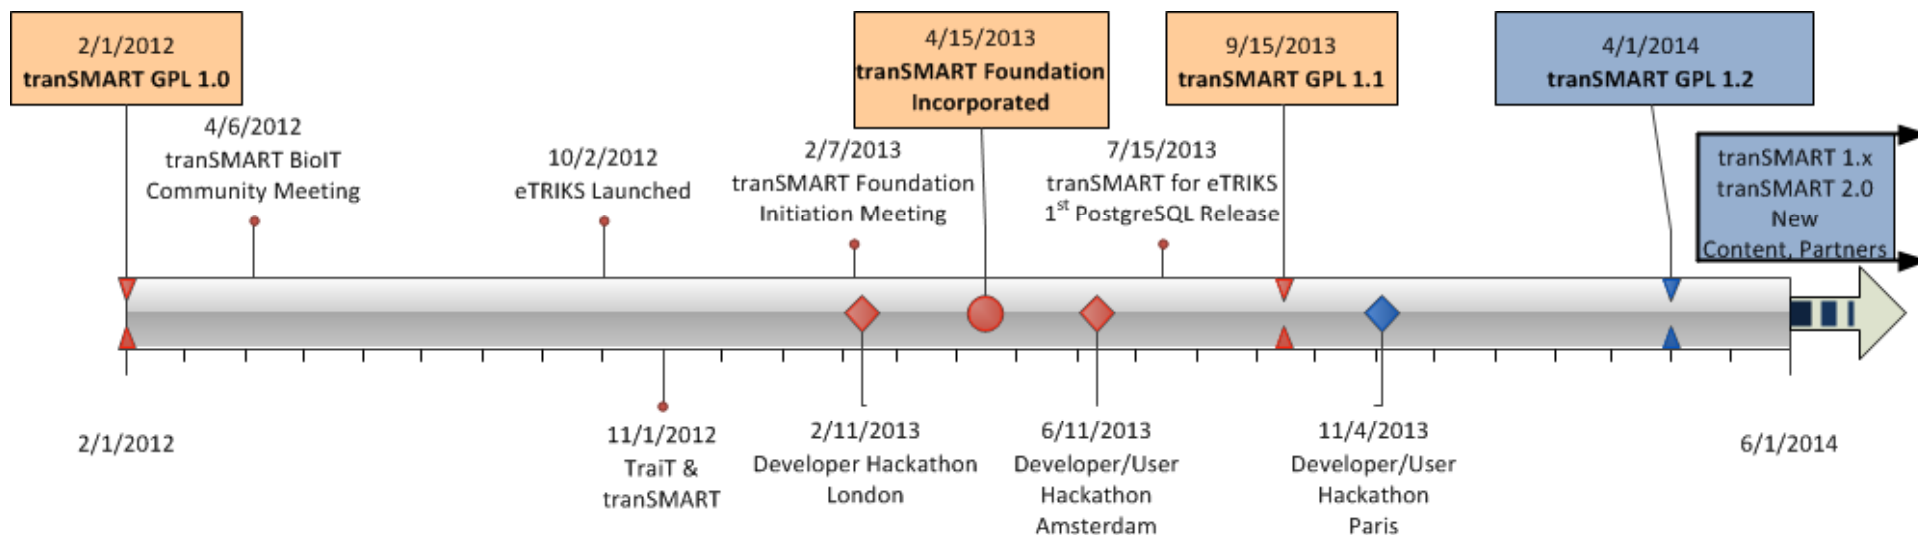 2/1/2012
tranSMART GPL 1.0
4/6/2012
tranSMART BioIT
Community Meeting
10/2/2012
eTRIKS Launched
2/7/2013
tranSMART Foundation
Initiation Meeting
4/15/2013
tranSMART Foundation
Incorporated
7/15/2013
tranSMART for eTRIKS
1st PostgreSQL Release
9/15/2013
tranSMART GPL 1.1
4/1/2014
tranSMART GPL 1.2
tranSMART 1.x
tranSMART 2.0
New
Content, Partners
2/1/2012
11/1/2012
TraiT &
tranSMART
2/11/2013
Developer Hackathon
London
6/11/2013
Developer/User
Hackathon
Amsterdam
11/4/2013
Developer/User
Hackathon
Paris
6/1/2014